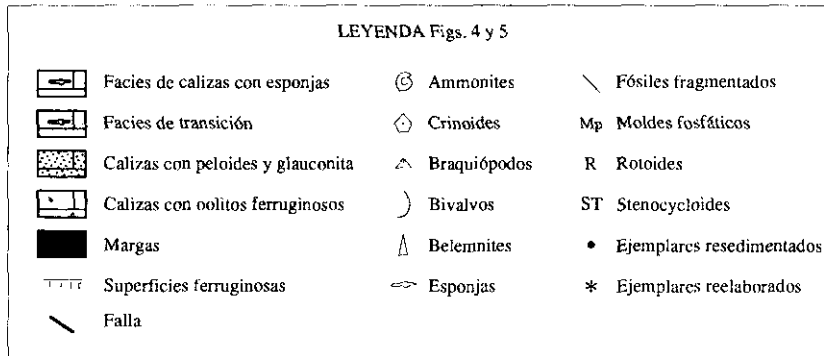 LEYENDA Figs. 4 y 5
Facies de calizas con esponjas
Facies de transición
Calizas con peloides y glauconita
Calizas con oolitos ferruginosos
Margas
Superficies ferruginosas
Falla
Ammonites
Crinoides
Braquiópodos
Bivalvos
Belemnites
Esponjas
Fósiles fragmentados
Mp Moldes fosfáticos
R Rotoides
ST Stenocycloides
Ejemplares resedimentados
* Ejemplares reelaborados